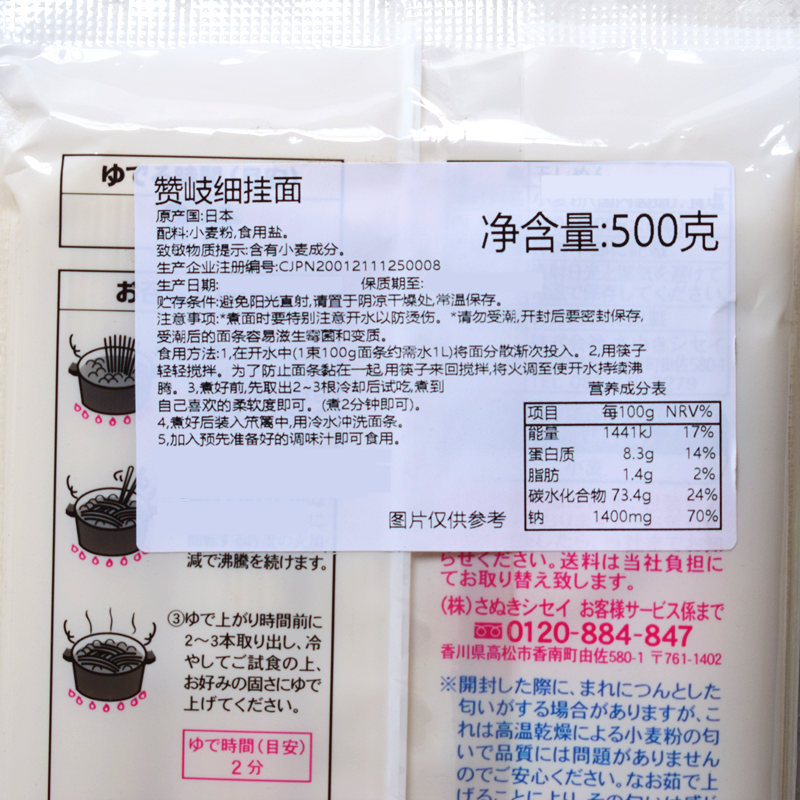 ゆで
お
赞岐细挂面
原产国:日本
配料:小麦粉,食用盐。
致敏物质提示:含有小麦成分。
生产企业注册编号:CJPN20012111250008
生产日期: 保质期至:
贮存条件:避免阳光直射,请置于阴凉干燥处,常温保存。
注意事项:*煮面时要特别注意开水以防烫伤。*请勿受潮,开封后要密封保存,
受潮后的面条容易滋生霉菌和变质。
食用方法:1,在开水中(1束100g面条约需水1L)将面分散渐次投入。2,用筷子
轻轻搅拌。为了防止面条黏在一起,用筷子来回搅拌,将火调至使开水持续沸
腾。3,煮好前,先取出2~3根冷却后试吃,煮到
自己喜欢的柔软度即可。(煮2分钟即可)。
4,煮好后装入笊篱中,用冷水冲洗面条。
5,加入预先准备好的调味汁即可食用。
净含量:500克
营养成分表
项目 每100g NRV%
能量 1441kJ 17%
蛋白质 8.3g 14%
脂肪 1.4g 2%
碳水化合物 73.4g 24%
钠 1400mg 70%
图片仅供参考
減で沸騰を続けます。
③ゆで上がり時間前に
2~3本取り出し、冷
やしてご試食の上、
お好みの固さにゆで
上げてください。
ゆで時間(目安)
2分
らせください。送料は当社負担に
てお取り替え致します。
(株)さぬきシセイ お客様サービス係まで
0120-884-847
香川県高松市香南町由佐580-1 〒761-1402
※開封した際に、まれにつんとした
匂いがする場合がありますが、こ
れは高温乾燥による小麦粉の匂
いで品質には問題がありません
のでご安心ください。なお茹で上
げることにより、その匂いは感じ